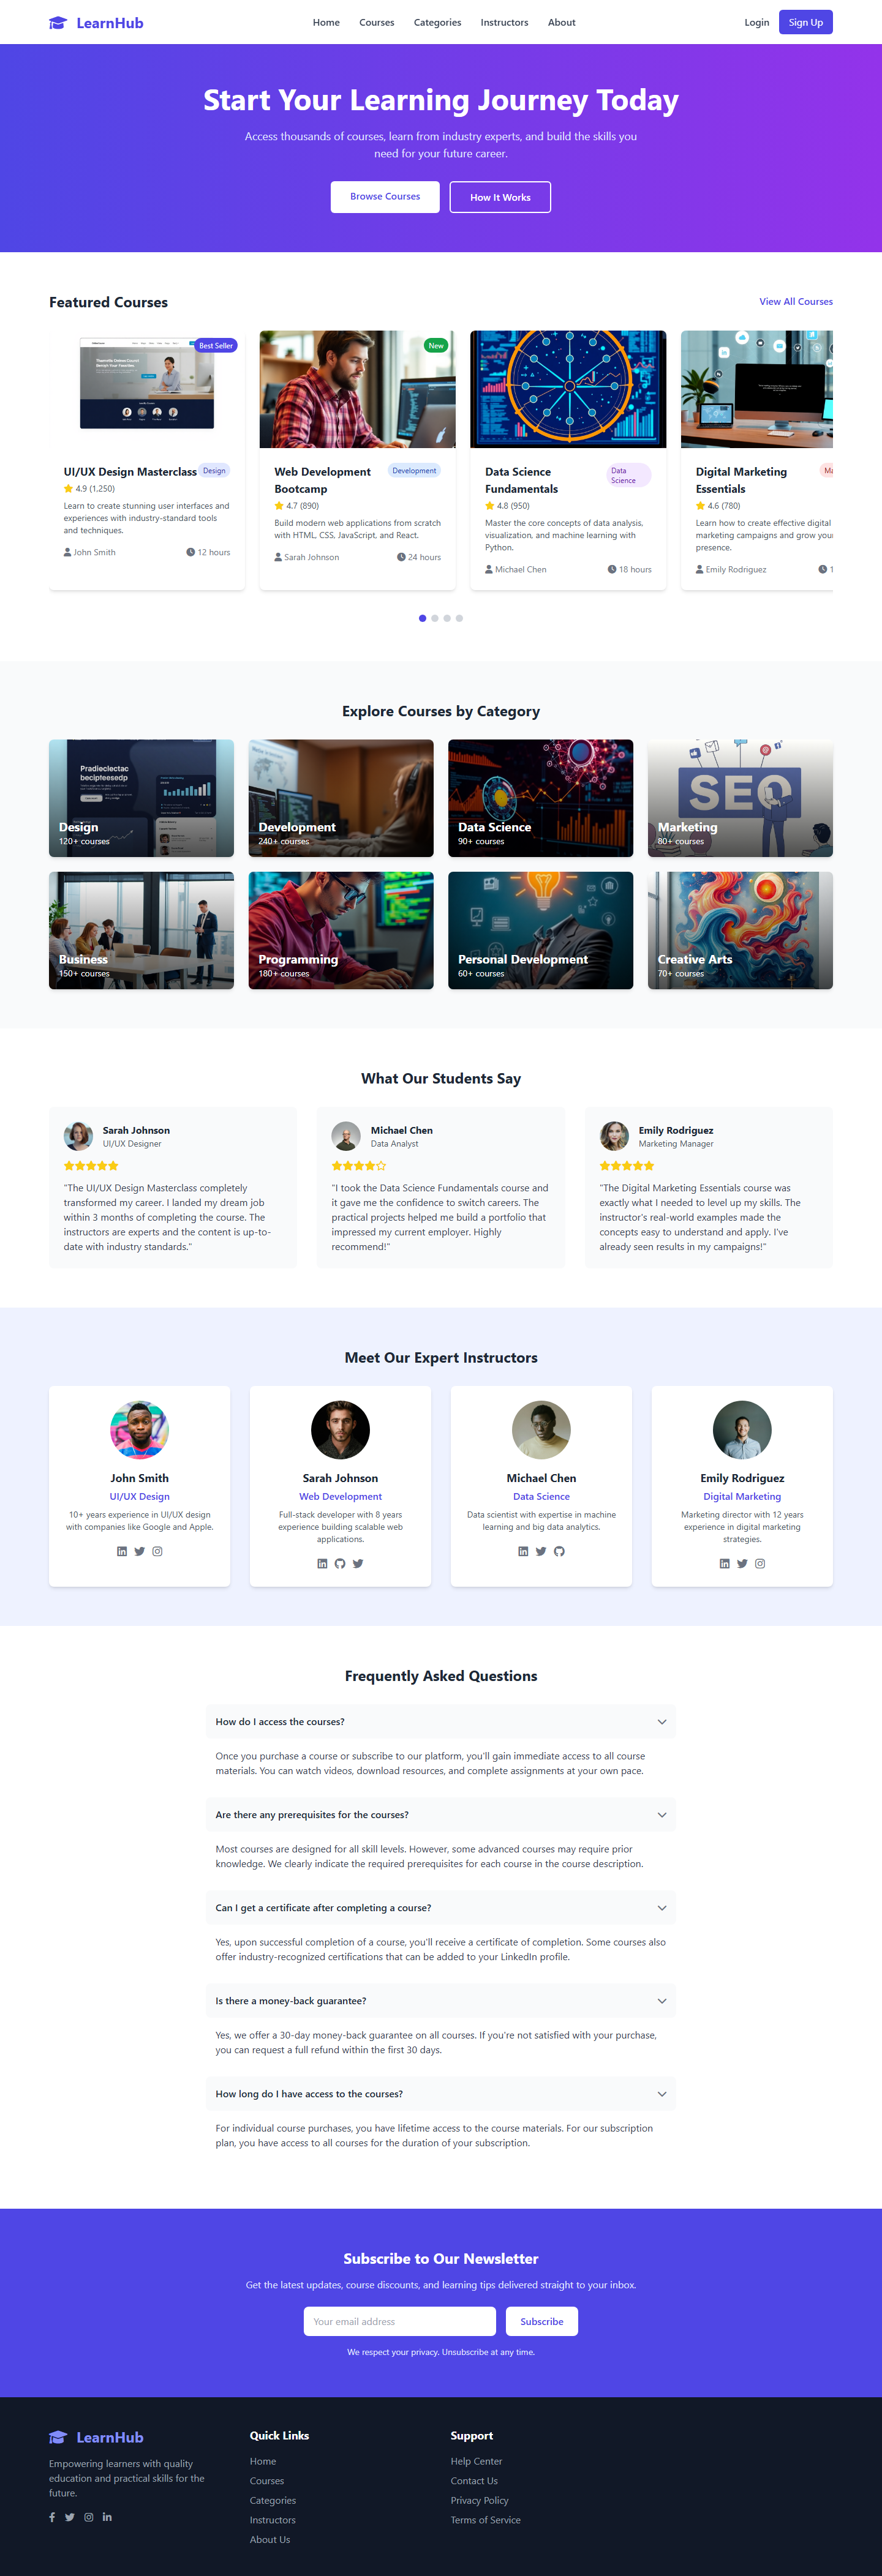 LearnHub
Home Courses Categories Instructors About
Login Sign Up
Start Your Learning Journey Today
Access thousands of courses, learn from industry experts, and build the skills you
need for your future career.
Browse Courses How It Works
Featured Courses
View All Courses
Best Seller
UI/UX Design Masterclass
Design
4.9 (1,250)
Learn to create stunning user interfaces and
experiences with industry-standard tools
and techniques.
John Smith 12 hours
New
Web Development
Bootcamp
Development
4.7 (890)
Build modern web applications from scratch
with HTML, CSS, JavaScript, and React.
Sarah Johnson 24 hours
Data Science
Fundamentals
Data
Science
4.8 (950)
Master the core concepts of data analysis,
visualization, and machine learning with
Python.
Michael Chen 18 hours
Digital Marketing
Essentials
Ma
4.6 (780)
Learn how to create effective digital
marketing campaigns and grow your
presence.
Emily Rodriguez 1
Explore Courses by Category
Pradieclectac
becipteesedp
Design
120+ courses
Development
240+ courses
Data Science
90+ courses
SEO
Marketing
80+ courses
Business
150+ courses
Programming
180+ courses
Personal Development
60+ courses
Creative Arts
70+ courses
What Our Students Say
Sarah Johnson
UI/UX Designer
"The UI/UX Design Masterclass completely
transformed my career. I landed my dream job
within 3 months of completing the course. The
instructors are experts and the content is up-to-
date with industry standards."
Michael Chen
Data Analyst
"I took the Data Science Fundamentals course and
it gave me the confidence to switch careers. The
practical projects helped me build a portfolio that
impressed my current employer. Highly
recommend!"
Emily Rodriguez
Marketing Manager
"The Digital Marketing Essentials course was
exactly what I needed to level up my skills. The
instructor's real-world examples made the
concepts easy to understand and apply. I've
already seen results in my campaigns!"
Meet Our Expert Instructors
John Smith
UI/UX Design
10+ years experience in UI/UX design
with companies like Google and Apple.
Sarah Johnson
Web Development
Full-stack developer with 8 years
experience building scalable web
applications.
Michael Chen
Data Science
Data scientist with expertise in machine
learning and big data analytics.
Emily Rodriguez
Digital Marketing
Marketing director with 12 years
experience in digital marketing
strategies.
Frequently Asked Questions
How do I access the courses?
Once you purchase a course or subscribe to our platform, you'll gain immediate access to all course
materials. You can watch videos, download resources, and complete assignments at your own pace.
Are there any prerequisites for the courses?
Most courses are designed for all skill levels. However, some advanced courses may require prior
knowledge. We clearly indicate the required prerequisites for each course in the course description.
Can I get a certificate after completing a course?
Yes, upon successful completion of a course, you'll receive a certificate of completion. Some courses also
offer industry-recognized certifications that can be added to your LinkedIn profile.
Is there a money-back guarantee?
Yes, we offer a 30-day money-back guarantee on all courses. If you're not satisfied with your purchase,
you can request a full refund within the first 30 days.
How long do I have access to the courses?
For individual course purchases, you have lifetime access to the course materials. For our subscription
plan, you have access to all courses for the duration of your subscription.
Subscribe to Our Newsletter
Get the latest updates, course discounts, and learning tips delivered straight to your inbox.
Your email address Subscribe
We respect your privacy. Unsubscribe at any time.
LearnHub
Empowering learners with quality
education and practical skills for the
future.
Quick Links
Home
Courses
Categories
Instructors
About Us
Support
Help Center
Contact Us
Privacy Policy
Terms of Service